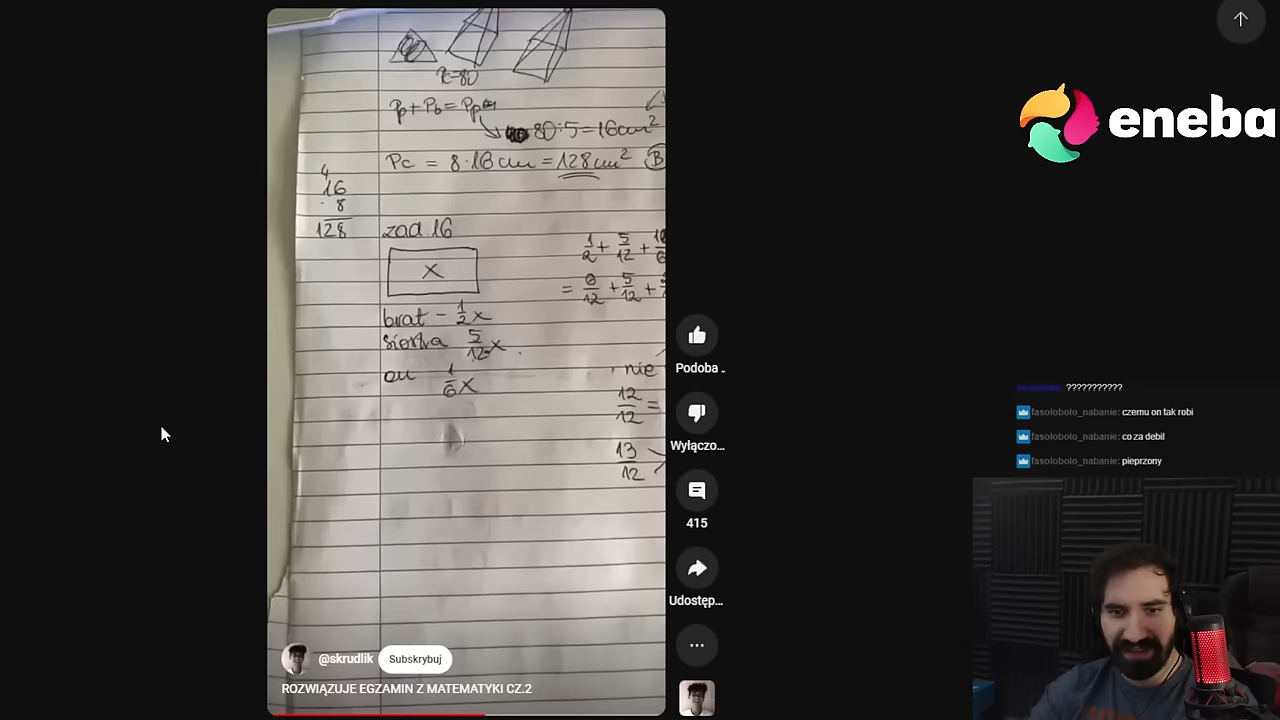 Pc=80
Pp+Pb=Pp
80:5=16cm²
Pc = 8·16cm = 128cm² B
4
16
· 8
128
zad 16
x
brat - 1/2x
siostra 5/12x
on 1/6x
1/2 + 5/12 +
= 6/12 + 5/12 +
nie
12/12 =
13/12
eneba
Podoba .
Wyłączo...
415
Udostęp...
???????????
fasolobolo_nabanie: czemu on tak robi
fasolobolo_nabanie: co za debil
fasolobolo_nabanie: pieprzony
@skrudlik
Subskrybuj
ROZWIĄZUJE EGZAMIN Z MATEMATYKI CZ.2